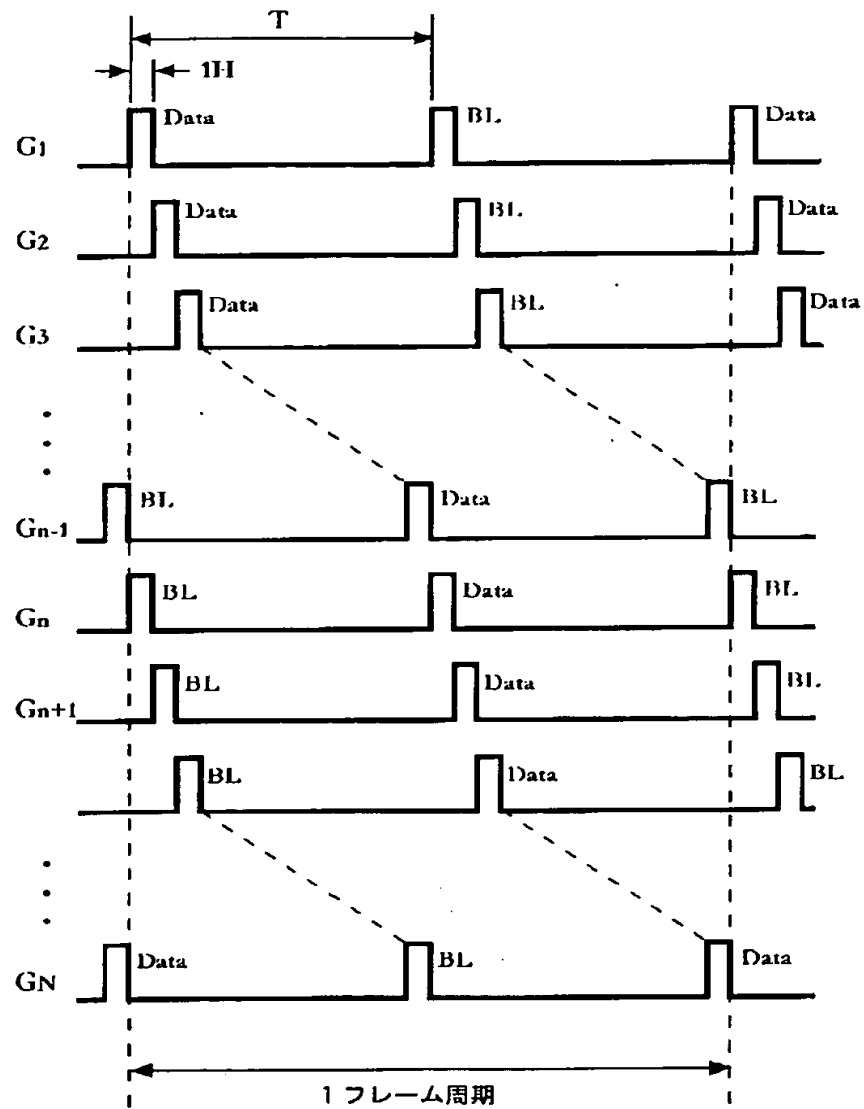 T
1H
G1 Data BL Data
G2 Data BL Data
G3 Data BL Data
Gn-1 BL Data BL
Gn BL Data BL
Gn+1 BL Data BL
BL Data BL
GN Data BL Data
1 フレーム周期